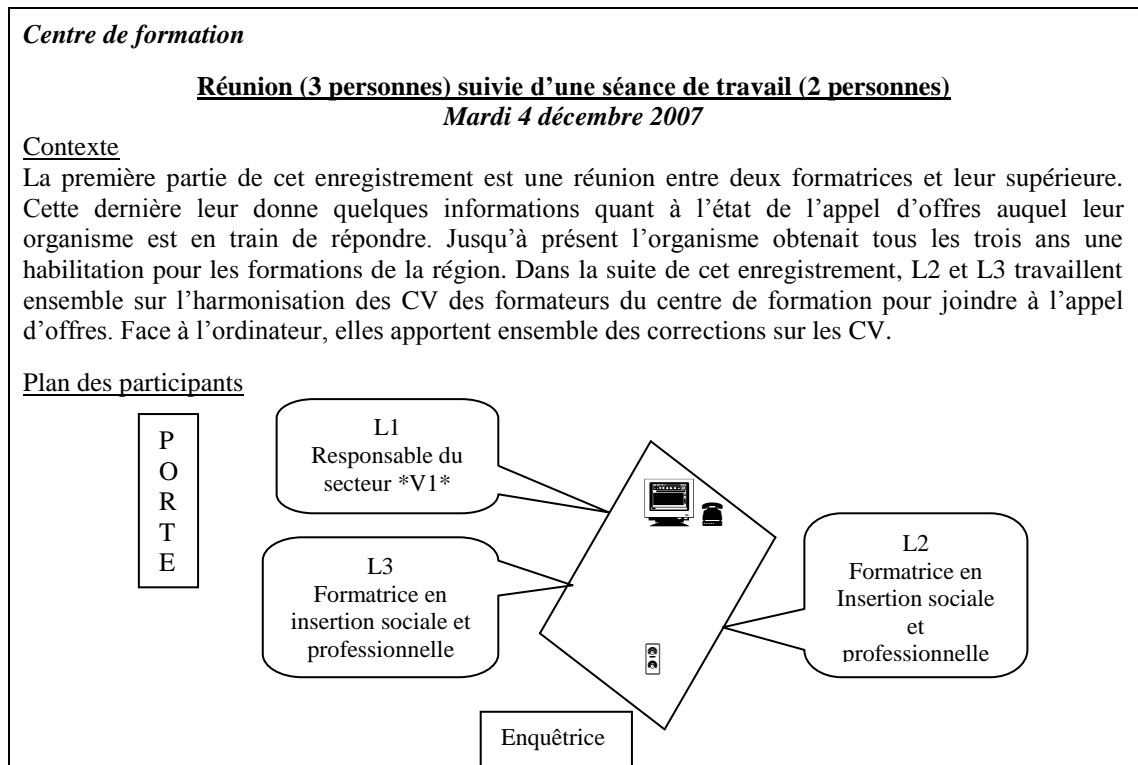 Centre de formation
Réunion (3 personnes) suivie d’une séance de travail (2 personnes)
Mardi 4 décembre 2007
Contexte
La première partie de cet enregistrement est une réunion entre deux formatrices et leur supérieure.
Cette dernière leur donne quelques informations quant à l’état de l’appel d’offres auquel leur
organisme est en train de répondre. Jusqu’à présent l’organisme obtenait tous les trois ans une
habilitation pour les formations de la région. Dans la suite de cet enregistrement, L2 et L3 travaillent
ensemble sur l’harmonisation des CV des formateurs du centre de formation pour joindre à l’appel
d’offres. Face à l’ordinateur, elles apportent ensemble des corrections sur les CV.
Plan des participants
P
O
R
T
E
L1
Responsable du
secteur *V1*
L3
Formatrice en
insertion sociale et
professionnelle
L2
Formatrice en
Insertion sociale
et
professionnelle
Enquêtrice